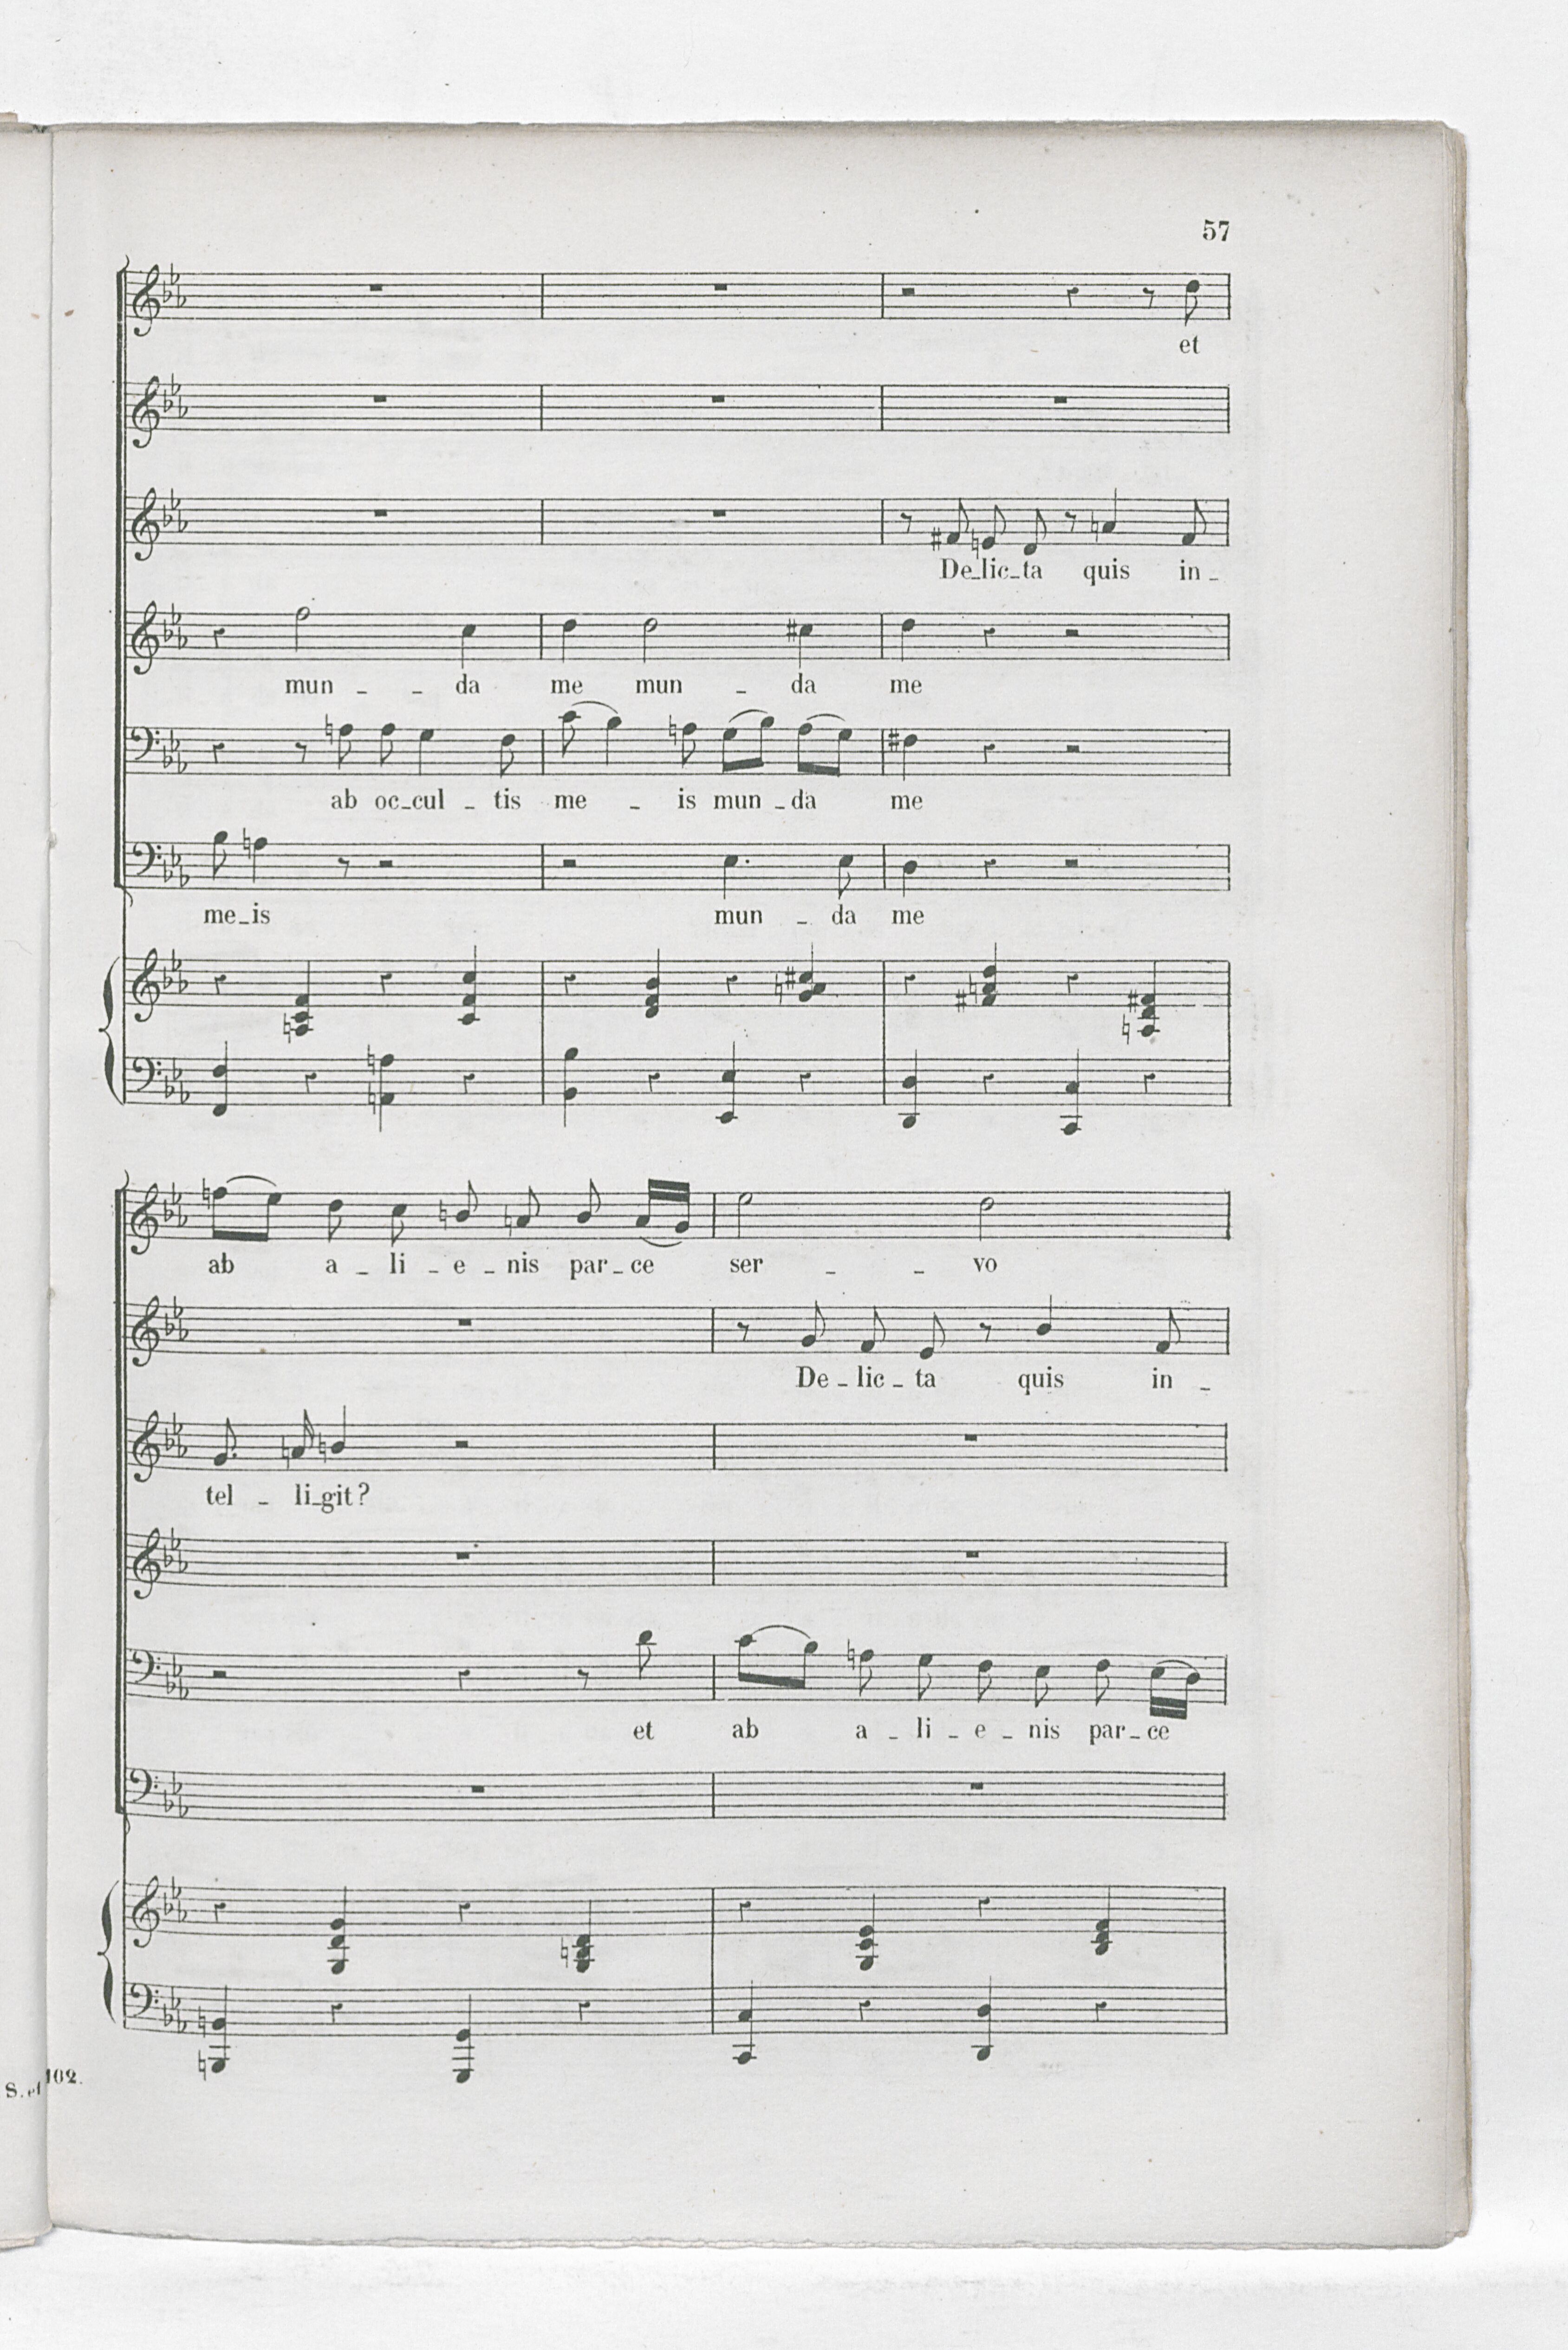 57
et
De_lic_ta quis in_
mun _ _ da me mun _ da me
ab oc_cul _ tis me _ is mun _ da me
me_is mun _ da me
ab a _ li _ e _ nis par_ce ser _ _ vo
De _ lic _ ta quis in _
tel _ li_git?
et ab a _ li _ e _ nis par_ce
S. et 102.